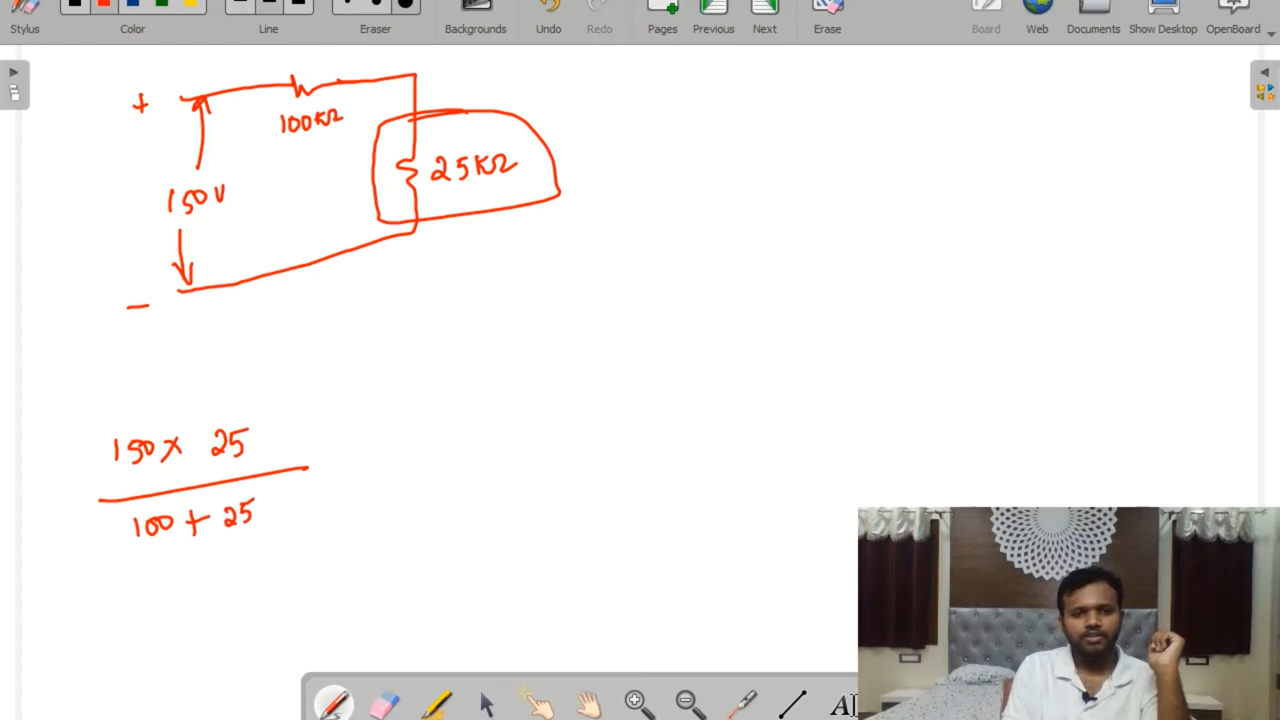 Stylus
Color
Line
Eraser
Backgrounds
Undo
Redo
Pages
Previous
Next
Erase
Board
Web
Documents
Show Desktop
OpenBoard
+
100KΩ
25KΩ
150V
−
150 x 25
100 + 25
A